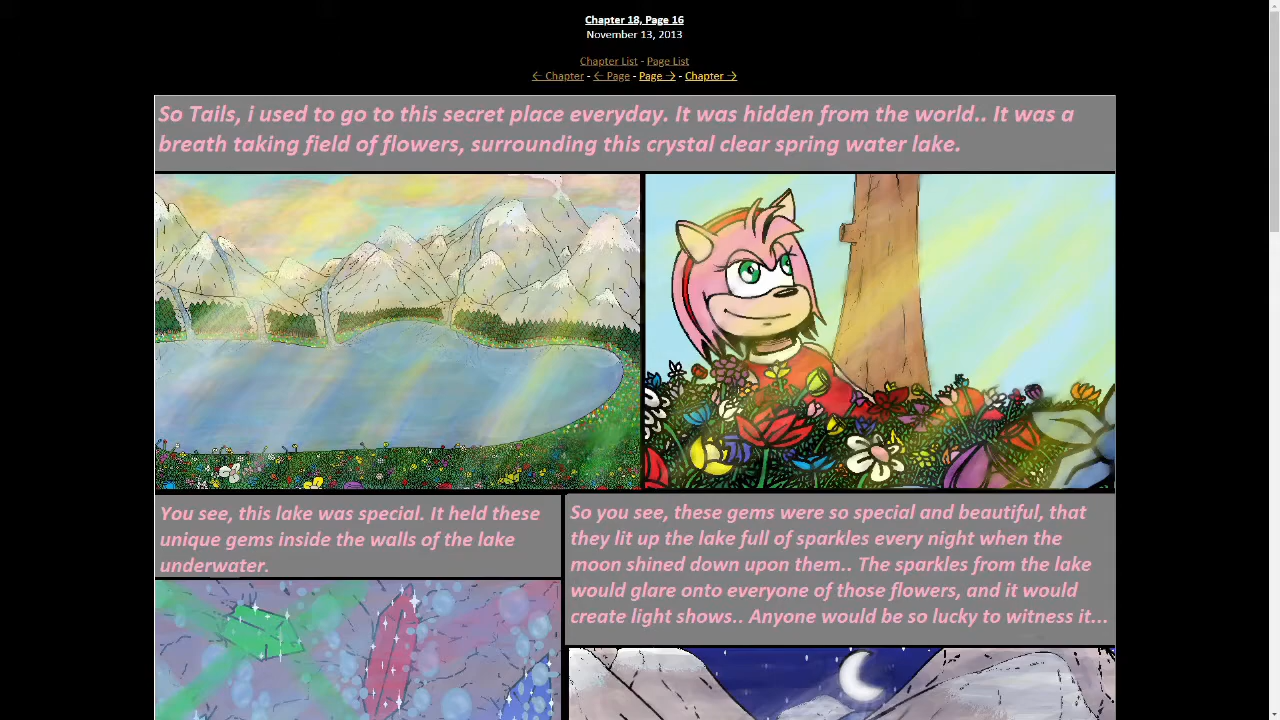 Chapter 18, Page 16
November 13, 2013
Chapter List - Page List
← Chapter - ← Page - Page → - Chapter →
So Tails, i used to go to this secret place everyday. It was hidden from the world.. It was a
breath taking field of flowers, surrounding this crystal clear spring water lake.
You see, this lake was special. It held these
unique gems inside the walls of the lake
underwater.
So you see, these gems were so special and beautiful, that
they lit up the lake full of sparkles every night when the
moon shined down upon them.. The sparkles from the lake
would glare onto everyone of those flowers, and it would
create light shows.. Anyone would be so lucky to witness it...